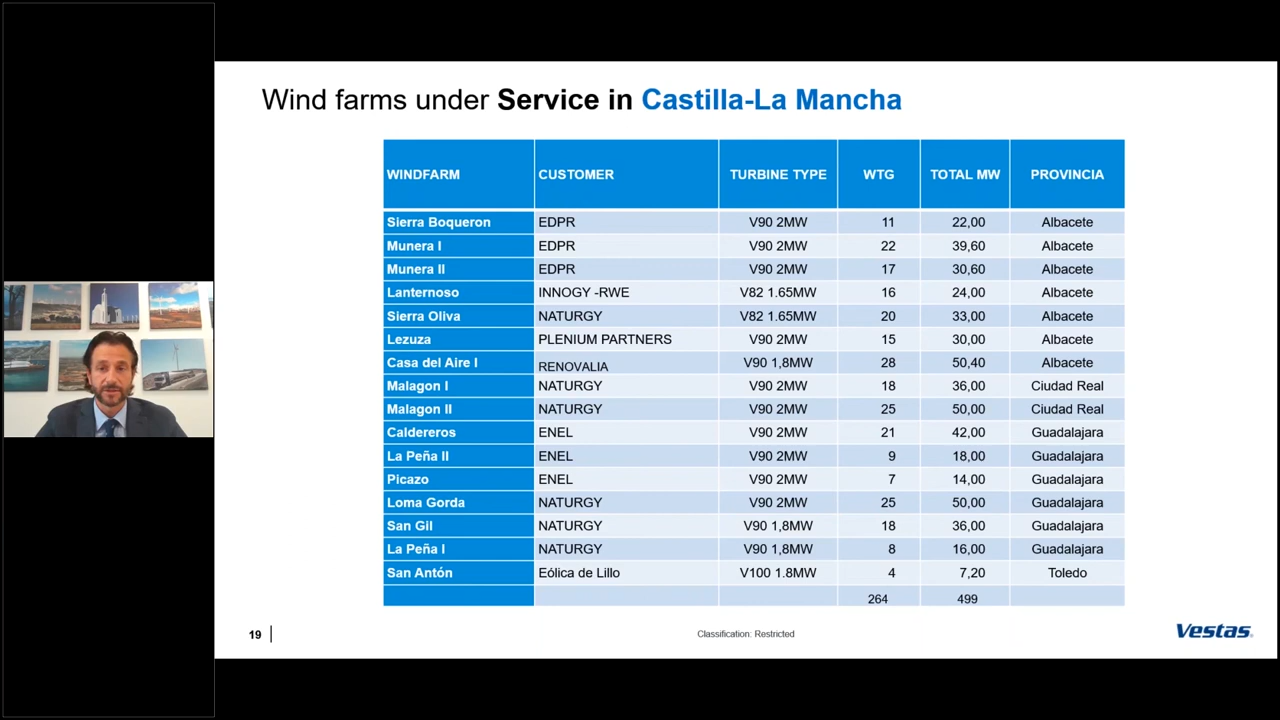 Wind farms under Service in Castilla-La Mancha
WINDFARM CUSTOMER TURBINE TYPE WTG TOTAL MW PROVINCIA
Sierra Boqueron EDPR V90 2MW 11 22,00 Albacete
Munera I EDPR V90 2MW 22 39,60 Albacete
Munera II EDPR V90 2MW 17 30,60 Albacete
Lanternoso INNOGY -RWE V82 1.65MW 16 24,00 Albacete
Sierra Oliva NATURGY V82 1.65MW 20 33,00 Albacete
Lezuza PLENIUM PARTNERS V90 2MW 15 30,00 Albacete
Casa del Aire I RENOVALIA V90 1,8MW 28 50,40 Albacete
Malagon I NATURGY V90 2MW 18 36,00 Ciudad Real
Malagon II NATURGY V90 2MW 25 50,00 Ciudad Real
Caldereros ENEL V90 2MW 21 42,00 Guadalajara
La Peña II ENEL V90 2MW 9 18,00 Guadalajara
Picazo ENEL V90 2MW 7 14,00 Guadalajara
Loma Gorda NATURGY V90 2MW 25 50,00 Guadalajara
San Gil NATURGY V90 1,8MW 18 36,00 Guadalajara
La Peña I NATURGY V90 1,8MW 8 16,00 Guadalajara
San Antón Eólica de Lillo V100 1.8MW 4 7,20 Toledo
264 499
19 Classification: Restricted Vestas